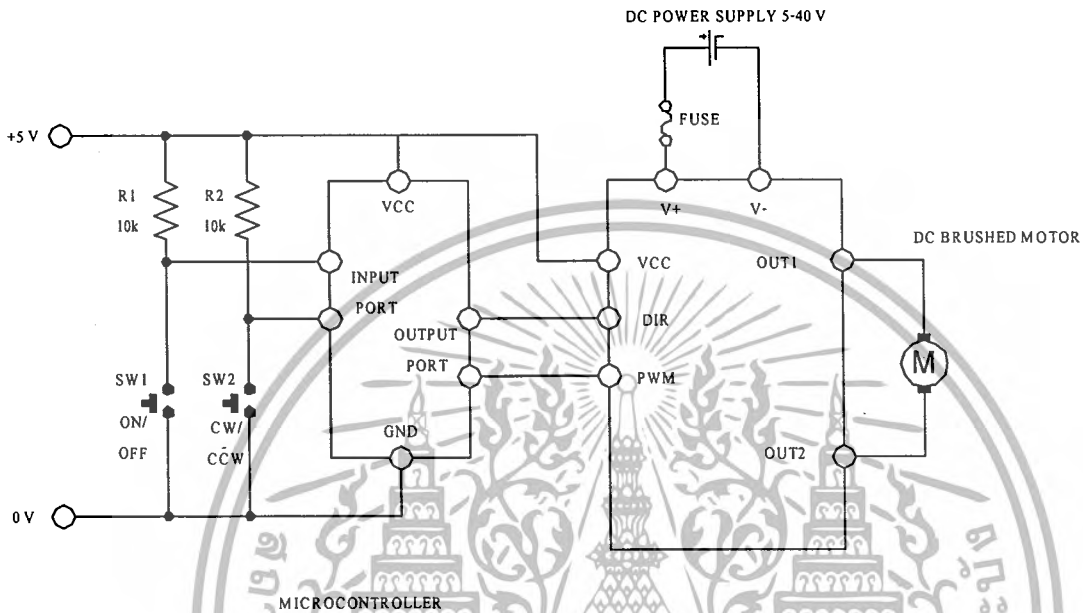 DC POWER SUPPLY 5-40 V
FUSE
+5 V
R1
10k
R2
10k
VCC
V+
V-
DC BRUSHED MOTOR
INPUT
PORT
VCC
OUT1
OUTPUT
PORT
DIR
M
SW1
ON/
OFF
SW2
CW/
CCW
PWM
GND
OUT2
0 V
MICROCONTROLLER